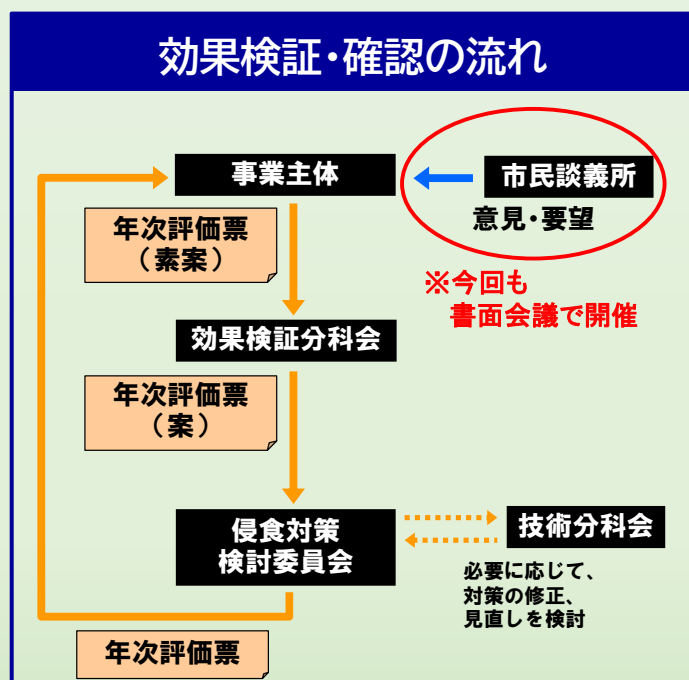 効果検証・確認の流れ
事業主体
市民談義所
意見・要望
年次評価票
（素案）
※今回も
書面会議で開催
効果検証分科会
年次評価票
（案）
侵食対策
検討委員会
技術分科会
必要に応じて、
対策の修正、
見直しを検討
年次評価票